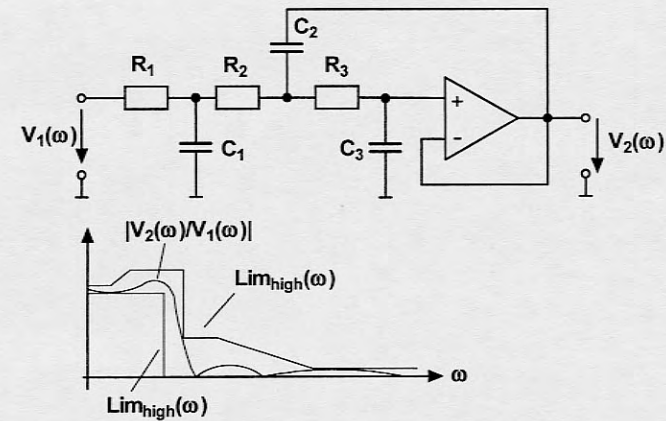 C2
R1
R2
R3
+
-
V1(ω)
C1
C3
V2(ω)
|V2(ω)/V1(ω)|
Limhigh(ω)
ω
Limhigh(ω)